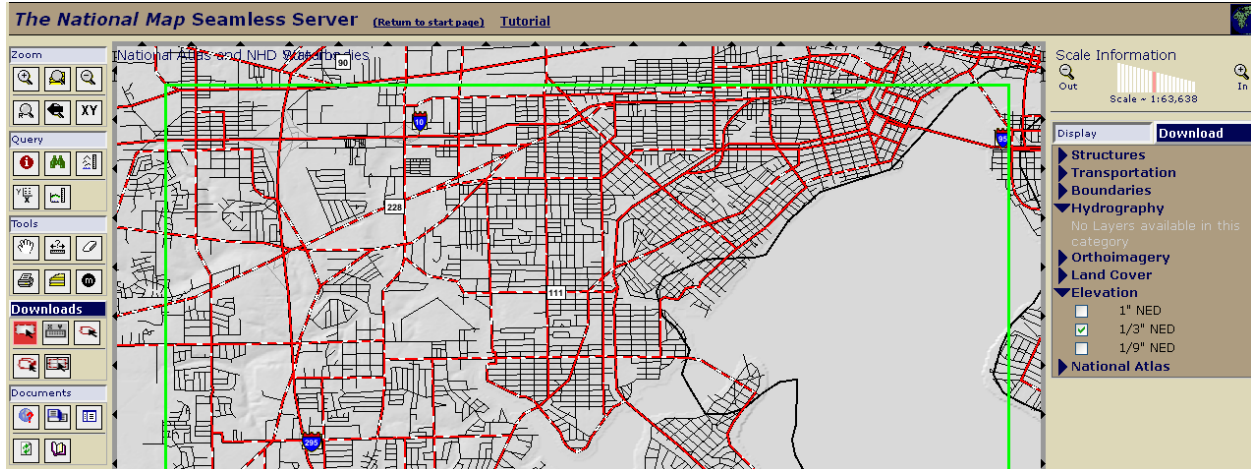 The National Map Seamless Server (Return to start page) Tutorial
Zoom
XY
Query
Tools
m
Downloads
Documents
National Atlas and NHD
90
10
95
228
111
295
Scale Information
Out
In
Scale ~ 1:63,638
Display
Download
Structures
Transportation
Boundaries
Hydrography
No Layers available in this
category
Orthoimagery
Land Cover
Elevation
1" NED
1/3" NED
1/9" NED
National Atlas